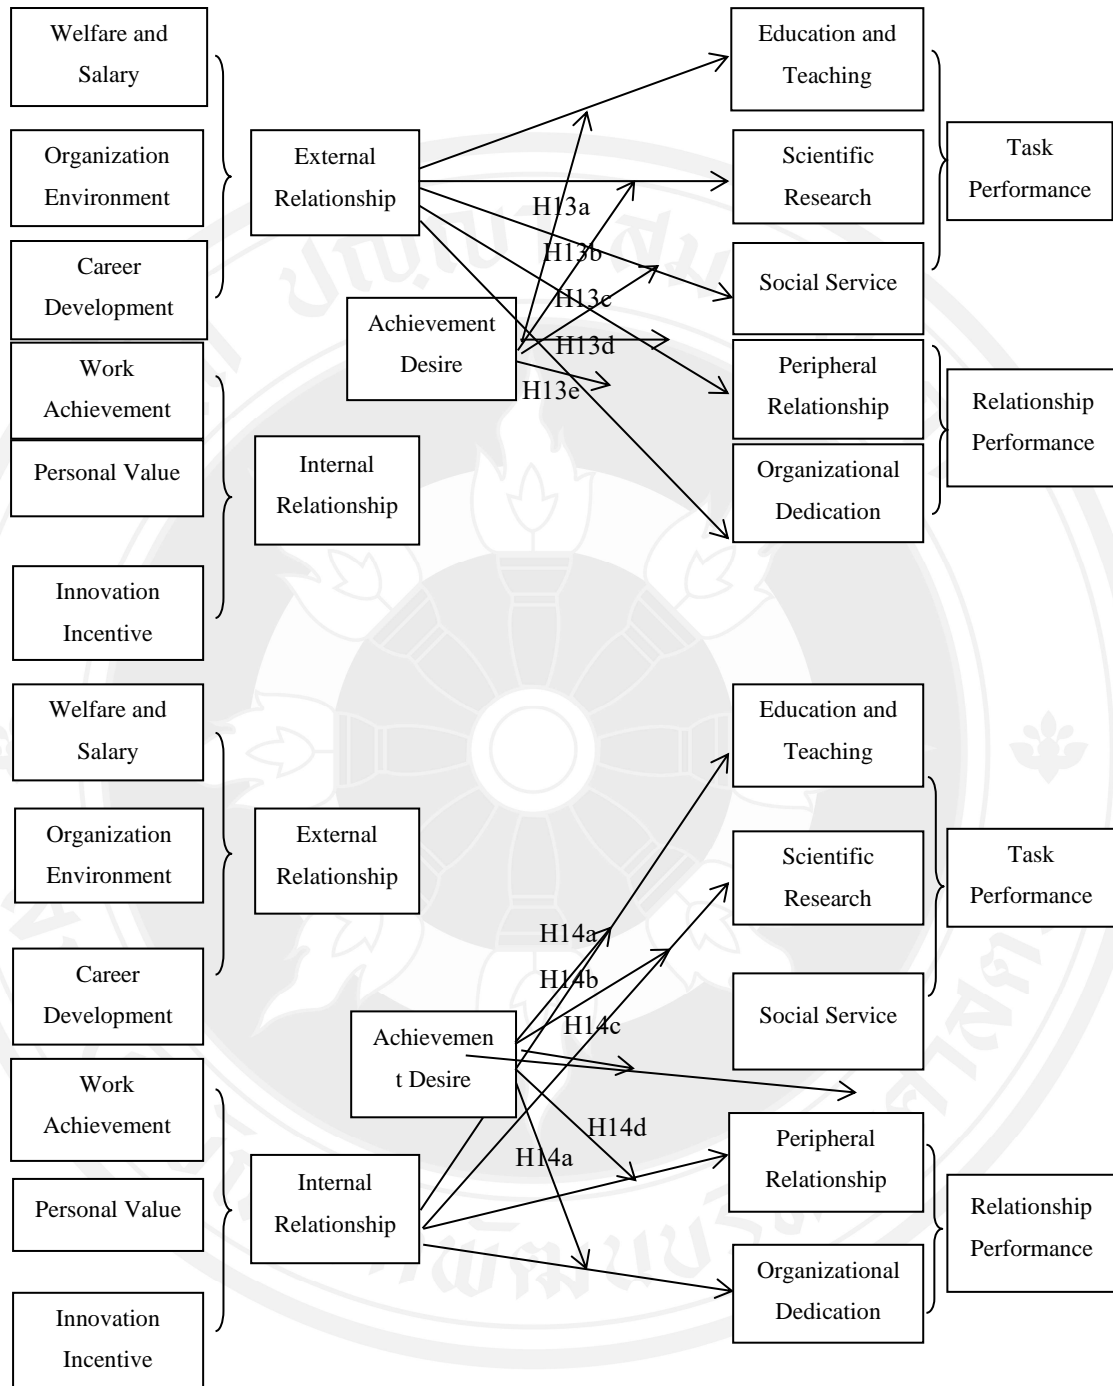 Welfare and
Salary
Organization
Environment
Career
Development
Work
Achievement
Personal Value
Innovation
Incentive
External
Relationship
Internal
Relationship
Achievement
Desire
H13a
H13b
H13c
H13d
H13e
Education and
Teaching
Scientific
Research
Social Service
Peripheral
Relationship
Organizational
Dedication
Task
Performance
Relationship
Performance
Welfare and
Salary
Organization
Environment
Career
Development
Work
Achievement
Personal Value
Innovation
Incentive
External
Relationship
Internal
Relationship
Achievemen
t Desire
H14a
H14b
H14c
H14d
H14a
Education and
Teaching
Scientific
Research
Social Service
Peripheral
Relationship
Organizational
Dedication
Task
Performance
Relationship
Performance